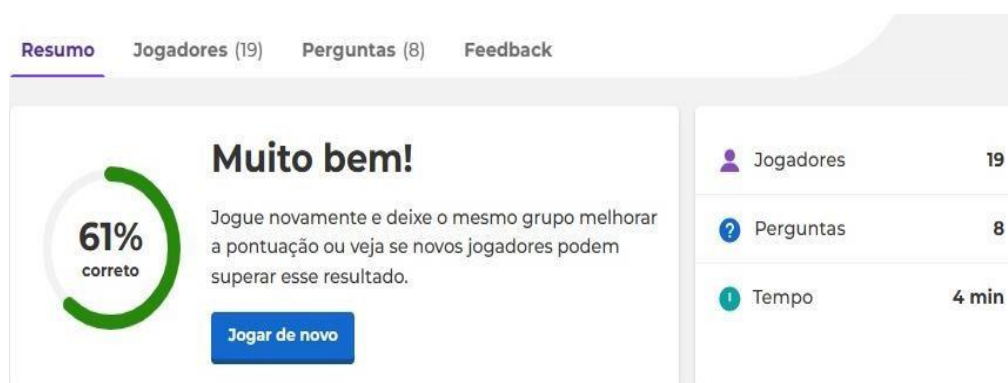 Resumo Jogadores (19) Perguntas (8) Feedback
61%
correto
Muito bem!
Jogue novamente e deixe o mesmo grupo melhorar
a pontuação ou veja se novos jogadores podem
superar esse resultado.
Jogar de novo
Jogadores 19
? Perguntas 8
Tempo 4 min